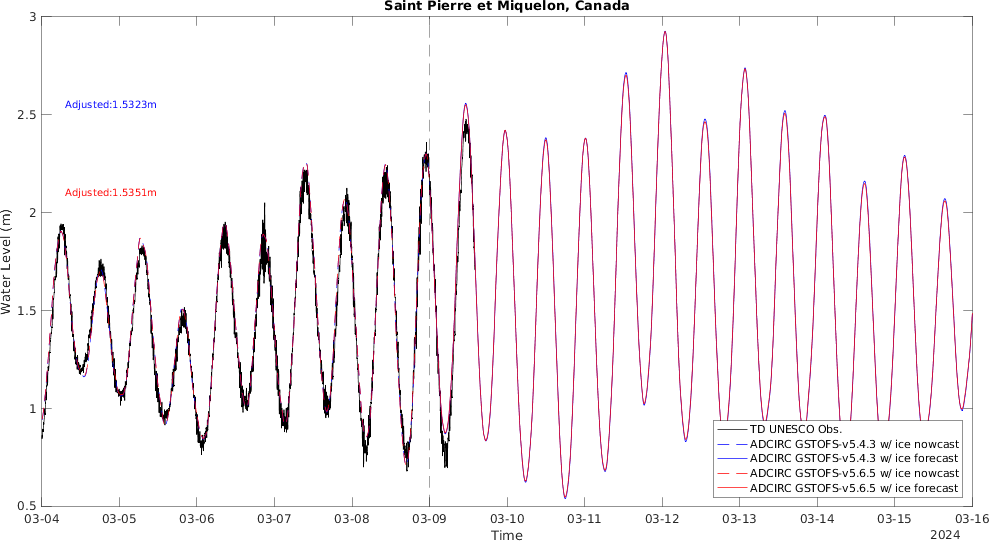 Saint Pierre et Miquelon, Canada
3
2.5
2
1.5
1
0.5
Water Level (m)
Adjusted:1.5323m
Adjusted:1.5351m
TD UNESCO Obs.
ADCIRC GSTOFS-v5.4.3 w/ ice nowcast
ADCIRC GSTOFS-v5.4.3 w/ ice forecast
ADCIRC GSTOFS-v5.6.5 w/ ice nowcast
ADCIRC GSTOFS-v5.6.5 w/ ice forecast
03-04 03-05 03-06 03-07 03-08 03-09 03-10 03-11 03-12 03-13 03-14 03-15 03-16
Time
2024